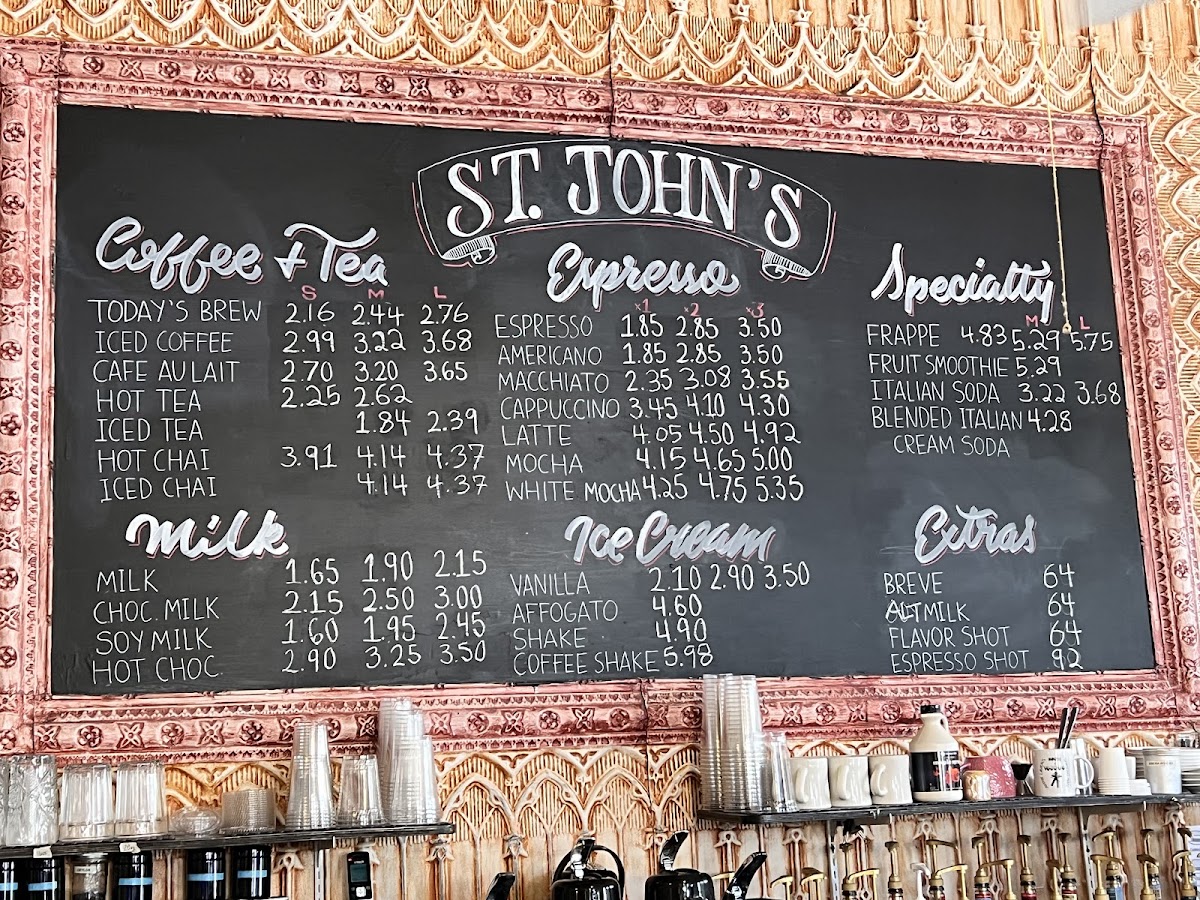 ST. JOHN'S
Coffee + Tea
S M L
TODAY'S BREW 2.16 2.44 2.76
ICED COFFEE 2.99 3.22 3.68
CAFE AU LAIT 2.70 3.20 3.65
HOT TEA 2.25 2.62
ICED TEA 1.84 2.39
HOT CHAI 3.91 4.14 4.37
ICED CHAI 4.14 4.37
Milk
MILK 1.65 1.90 2.15
CHOC. MILK 2.15 2.50 3.00
SOY MILK 1.60 1.95 2.45
HOT CHOC. 2.90 3.25 3.50
Espresso
x1 x2 x3
ESPRESSO 1.85 2.85 3.50
AMERICANO 1.85 2.85 3.50
MACCHIATO 2.35 3.08 3.55
CAPPUCCINO 3.45 4.10 4.30
LATTE 4.05 4.50 4.92
MOCHA 4.15 4.65 5.00
WHITE MOCHA 4.25 4.75 5.35
Ice Cream
VANILLA 2.10 2.90 3.50
AFFOGATO 4.60
SHAKE 4.90
COFFEE SHAKE 5.98
Specialty
M L
FRAPPE 4.83 5.29 5.75
FRUIT SMOOTHIE 5.29
ITALIAN SODA 3.22 3.68
BLENDED ITALIAN 4.28
CREAM SODA
Extras
BREVE 64
ALT MILK 64
FLAVOR SHOT 64
ESPRESSO SHOT 92